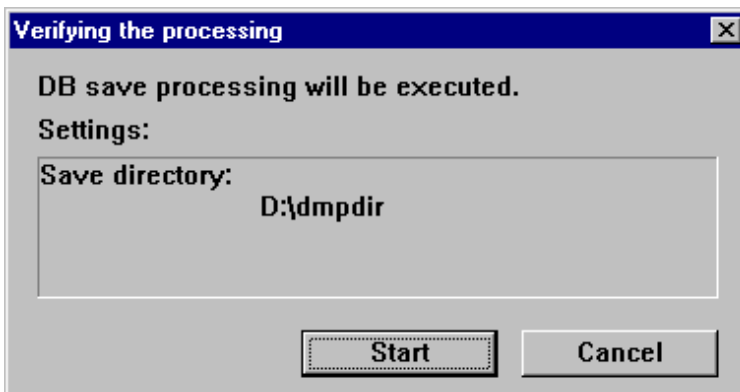 Verifying the processing
DB save processing will be executed.
Settings:
Save directory:
D:\dmpdir
Start Cancel